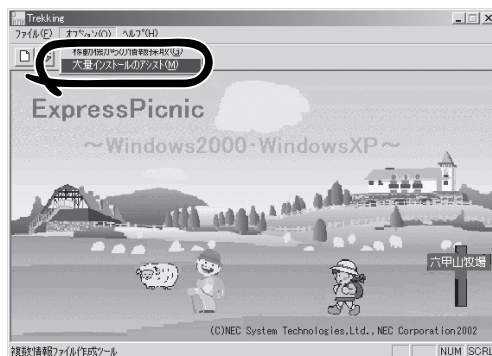 Trekking
ファイル(F) オプション(O) ヘルプ(H)
大量インストールのアシスト(M)
ExpressPicnic
～Windows2000·WindowsXP～
六甲山牧場
(C)NEC System Technologies,Ltd., NEC Corporation 2002
複数情報ファイル作成ツール
NUM SCRL